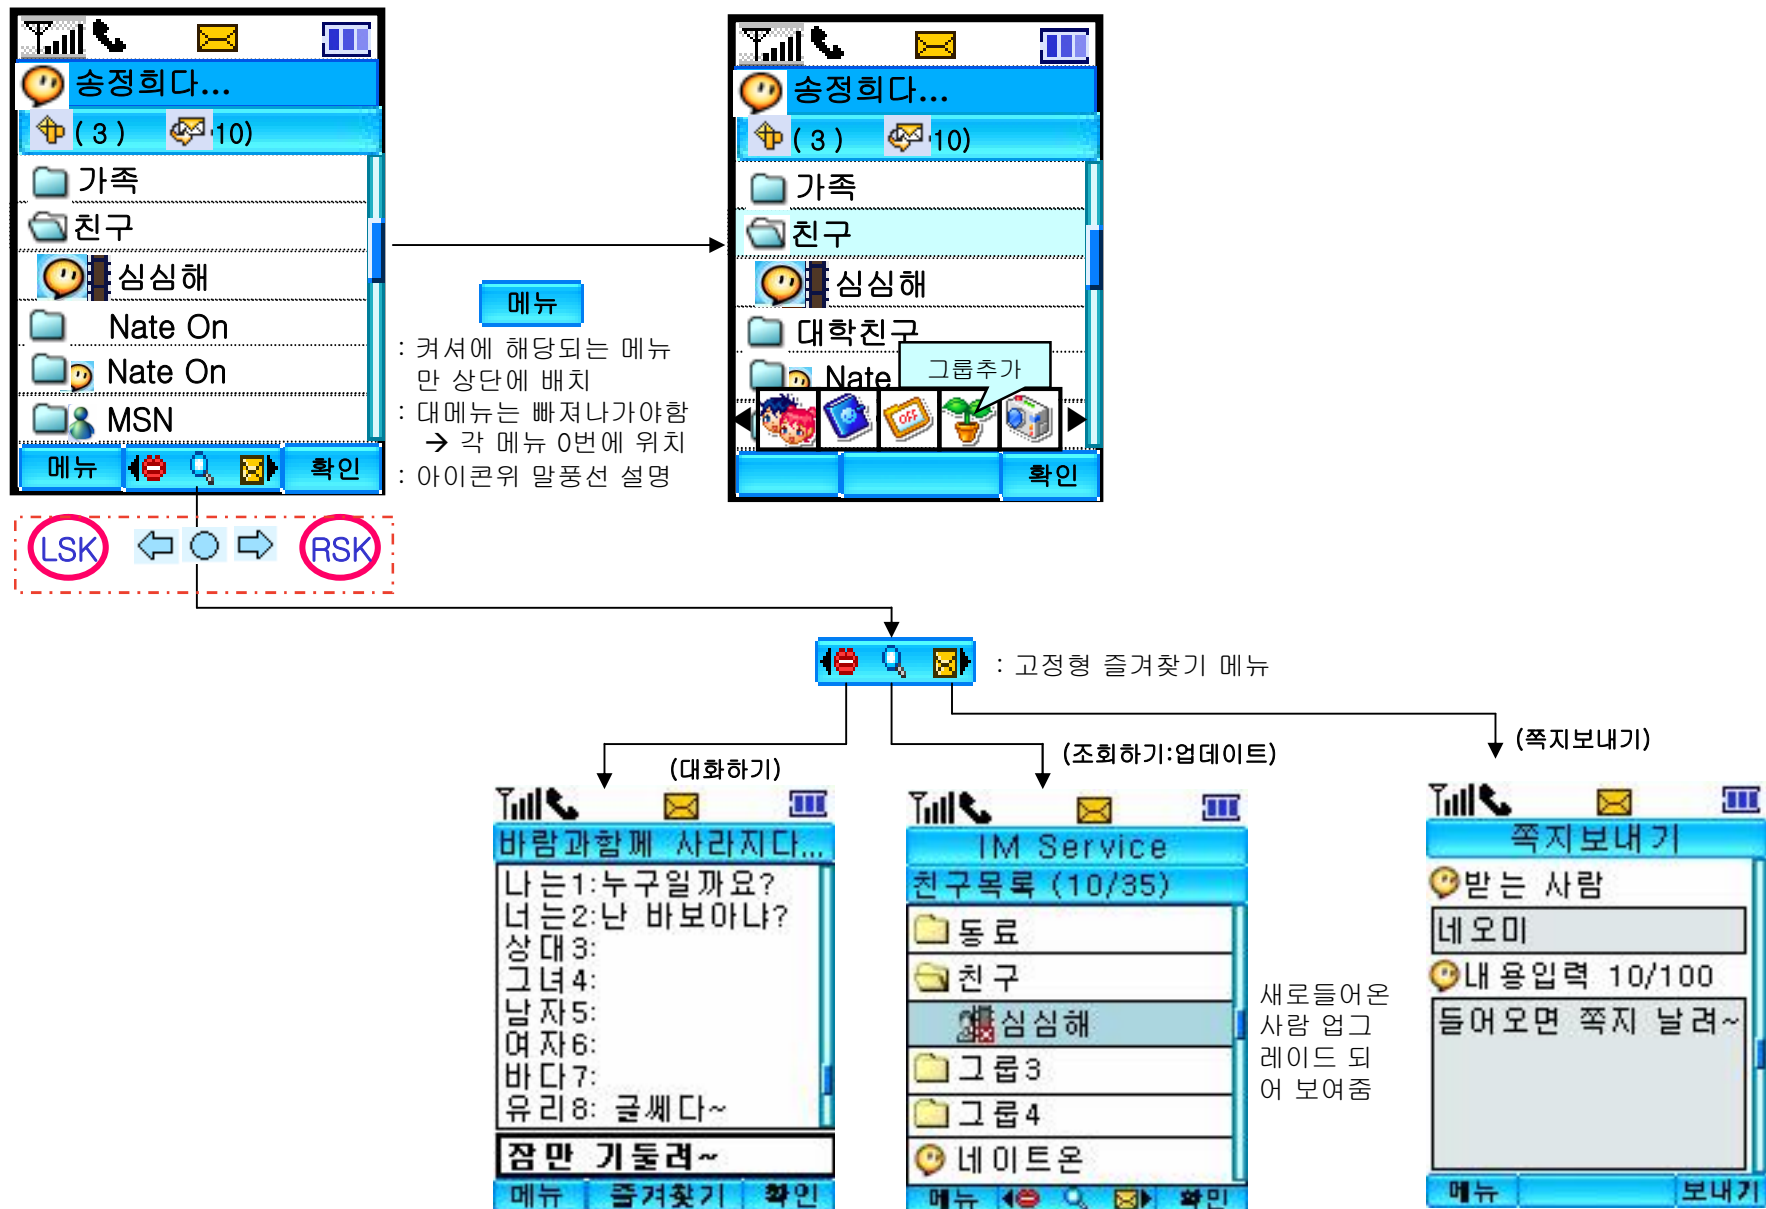 송정희다...
( 3 ) 10)
가족
친구
심심해
Nate On
Nate On
MSN
메뉴 확인
LSK RSK
메뉴
: 켜셔에 해당되는 메뉴
만 상단에 배치
: 대메뉴는 빠져나가야함
→ 각 메뉴 0번에 위치
: 아이콘위 말풍선 설명
송정희다...
( 3 ) 10)
가족
친구
심심해
대학친구
Nate
그룹추가
OFF
확인
: 고정형 즐겨찾기 메뉴
(대화하기)
바람과함께 사라지다...
나는1:누구일까요?
너는2:난 바보아냐?
상대3:
그녀4:
남자5:
여자6:
바다7:
유리8: 글쎄다~
잠만 기둘려~
메뉴 즐겨찾기 확인
(조회하기:업데이트)
IM Service
친구목록 (10/35)
동료
친구
심심해
그룹3
그룹4
네이트온
메뉴 확인
새로들어온
사람 업그
레이드 되
어 보여줌
(쪽지보내기)
쪽지보내기
받는 사람
네오미
내용입력 10/100
들어오면 쪽지 날려~
메뉴 보내기